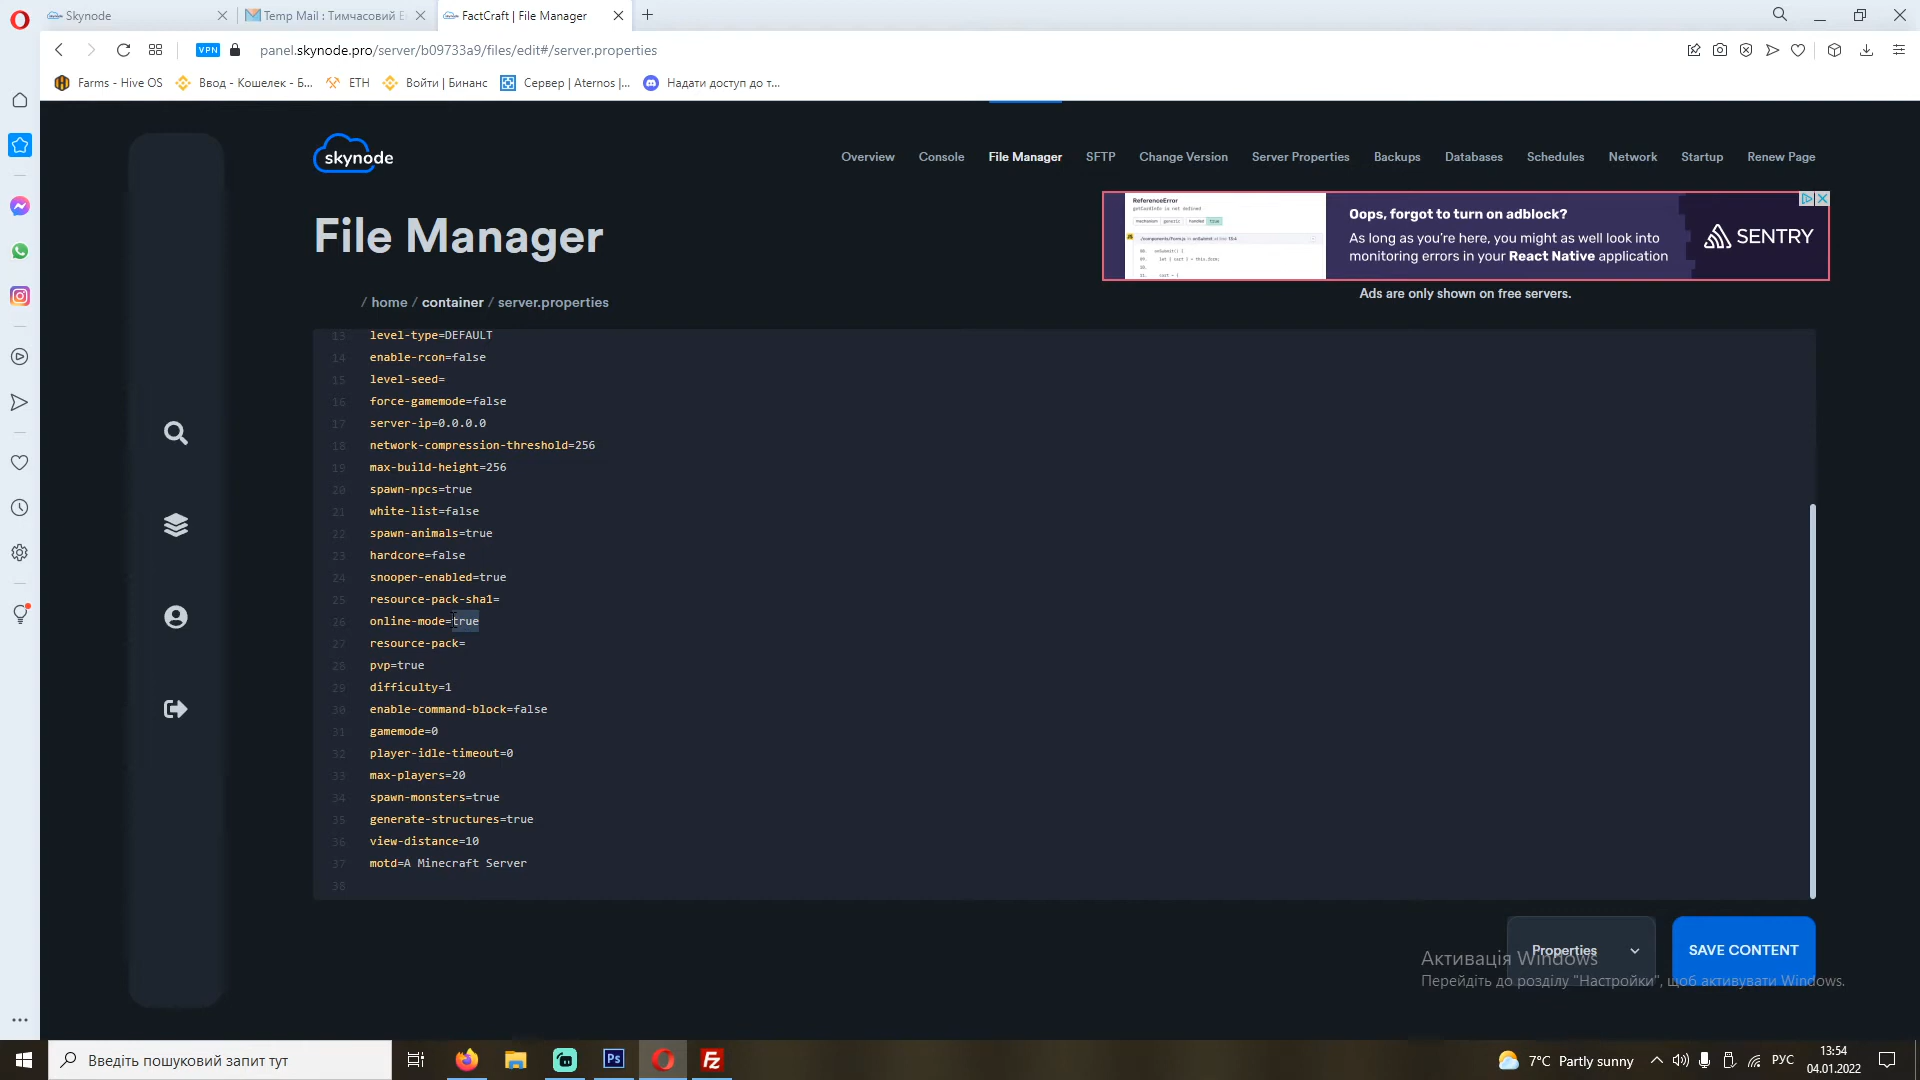 Skynode
Temp Mail : Тимчасовий E
FactCraft | File Manager
VPN
panel.skynode.pro/server/b09733a9/files/edit#/server.properties
Farms - Hive OS
Ввод - Кошелек - Б...
ETH
Войти | Бинанс
Сервер | Aternos |...
Надати доступ до т...
skynode
Overview
Console
File Manager
SFTP
Change Version
Server Properties
Backups
Databases
Schedules
Network
Startup
Renew Page
File Manager
ReferenceError
Oops, forgot to turn on adblock?
As long as you're here, you might as well look into
monitoring errors in your React Native application
SENTRY
Ads are only shown on free servers.
/ home / container / server.properties
13 level-type=DEFAULT
14 enable-rcon=false
15 level-seed=
16 force-gamemode=false
17 server-ip=0.0.0.0
18 network-compression-threshold=256
19 max-build-height=256
20 spawn-npcs=true
21 white-list=false
22 spawn-animals=true
23 hardcore=false
24 snooper-enabled=true
25 resource-pack-sha1=
26 online-mode=true
27 resource-pack=
28 pvp=true
29 difficulty=1
30 enable-command-block=false
31 gamemode=0
32 player-idle-timeout=0
33 max-players=20
34 spawn-monsters=true
35 generate-structures=true
36 view-distance=10
37 motd=A Minecraft Server
38
Properties
SAVE CONTENT
Активація Windows
Перейдіть до розділу "Настройки", щоб активувати Windows.
Введіть пошуковий запит тут
Ps
Fz
7°C Partly sunny
РУС
13:54
04.01.2022